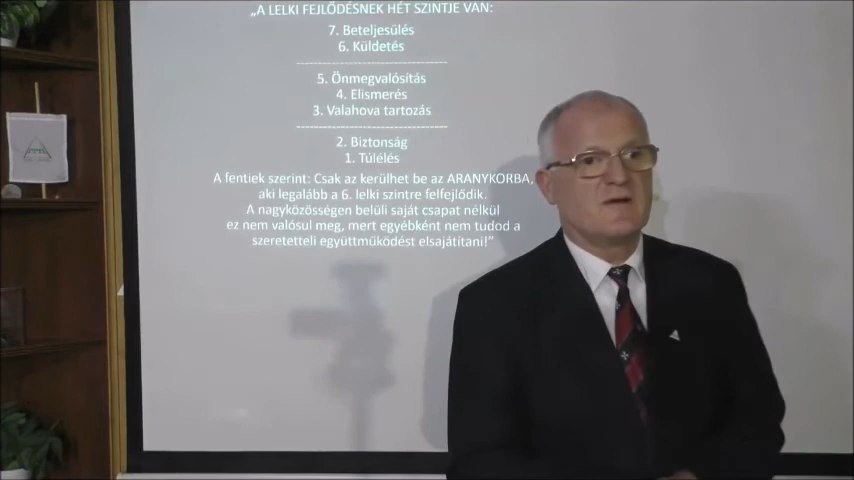 „A LELKI FEJLŐDÉSNEK HÉT SZINTJE VAN:
7. Beteljesülés
6. Küldetés
5. Önmegvalósítás
4. Elismerés
3. Valahova tartozás
2. Biztonság
1. Túlélés
A fentiek szerint: Csak az kerülhet be az ARANYKORBA,
aki legalább a 6. lelki szintre felfejlődik.
A nagyközösségen belüli saját csapat nélkül
ez nem valósul meg, mert egyébként nem tudod a
szeretetteli együttműködést elsajátítani!”